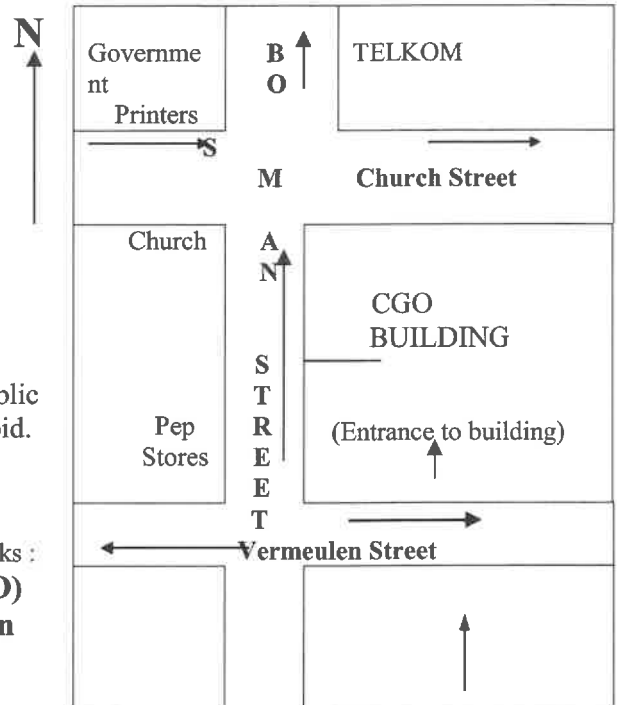 N
Governme
nt
Printers
B
O
S
M
A
N
S
T
R
E
E
T
TELKOM
Church Street
Church
CGO
BUILDING
blic
oid.
Pep
Stores
(Entrance to building)
Vermeulen Street
ks :
O)
n